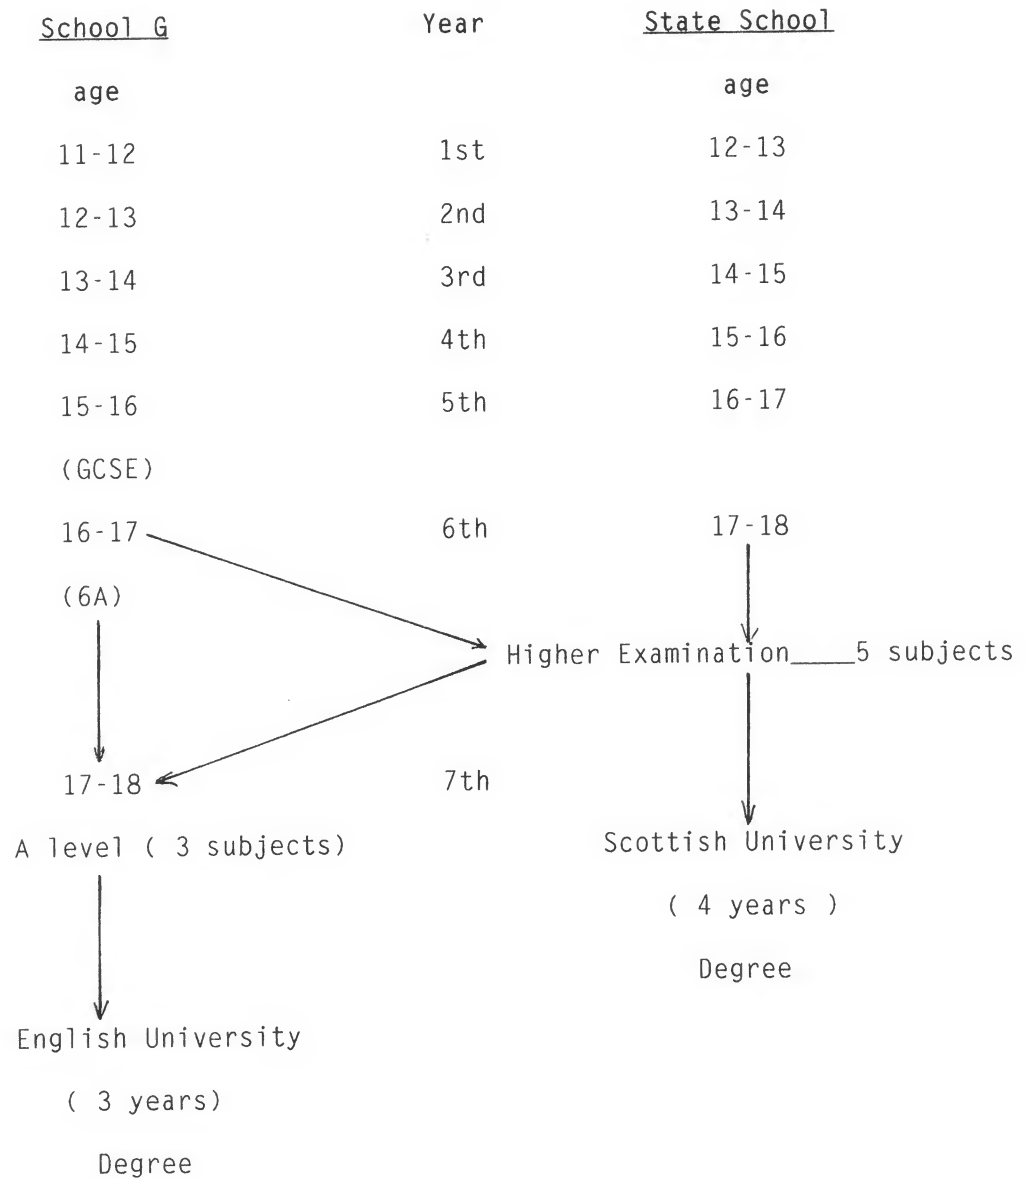 School G Year State School
age age
11-12 1st 12-13
12-13 2nd 13-14
13-14 3rd 14-15
14-15 4th 15-16
15-16 5th 16-17
(GCSE)
16-17 6th 17-18
(6A)
Higher Examination____5 subjects
17-18 7th
A level ( 3 subjects) Scottish University
( 4 years )
Degree
English University
( 3 years)
Degree